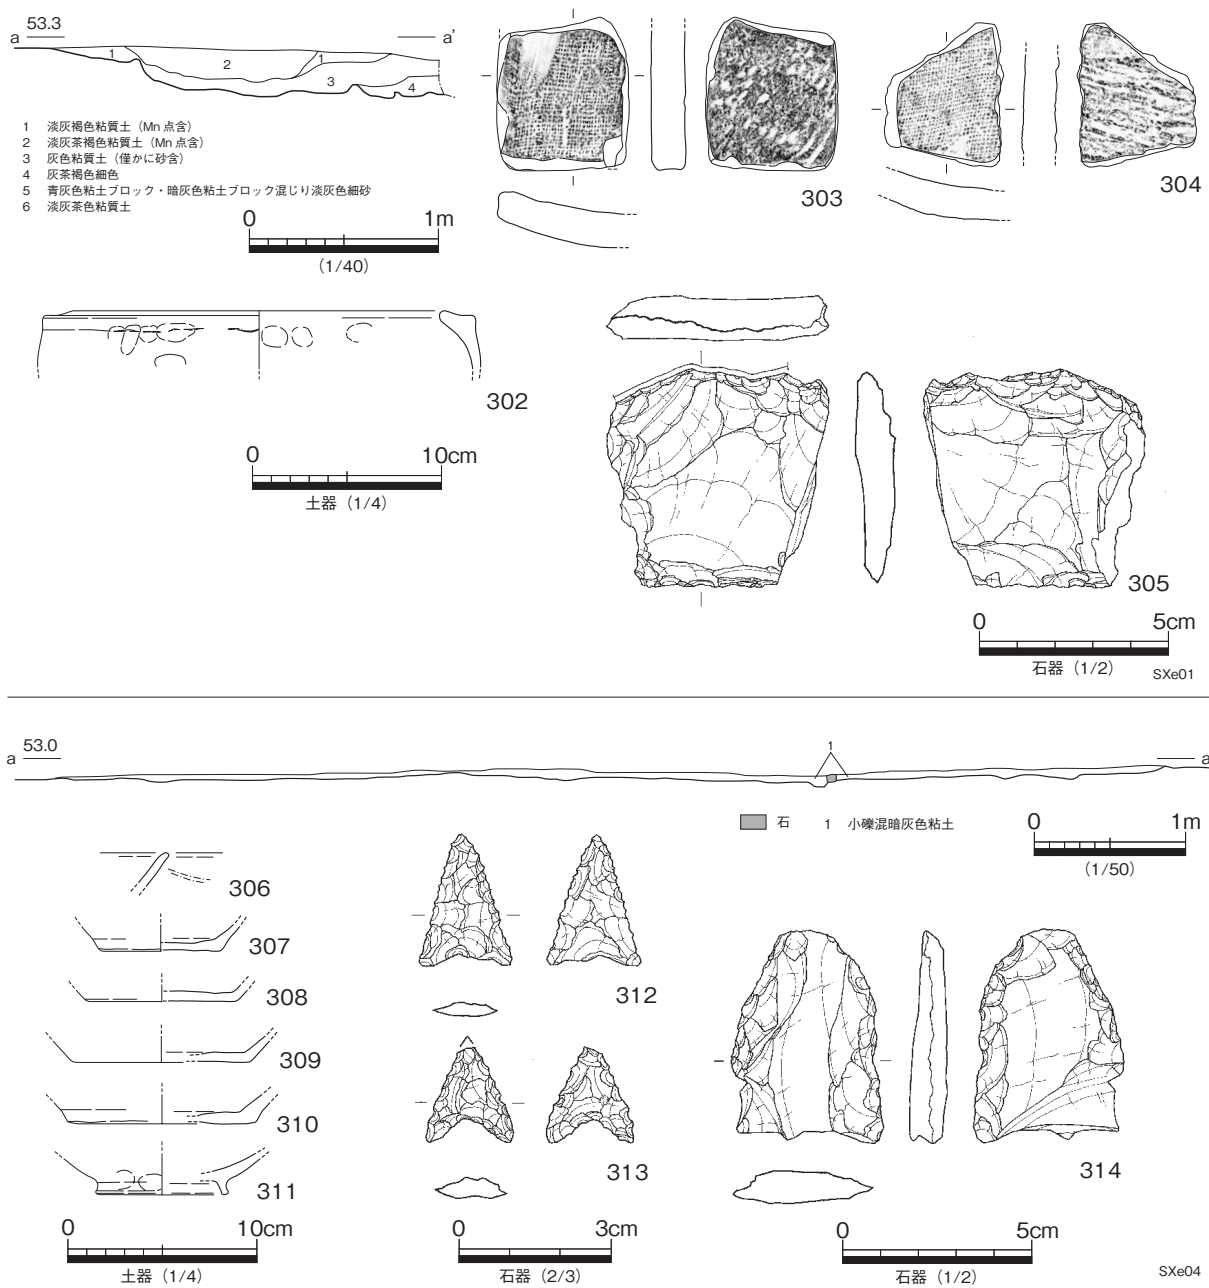 53.3
a a'
1 2 1 3 4
1 淡灰褐色粘質土（Mn 点含）
2 淡灰茶褐色粘質土（Mn 点含）
3 灰色粘質土（僅かに砂含）
4 灰茶褐色細色
5 青灰色粘土ブロック・暗灰色粘土ブロック混じり淡灰色細砂
6 淡灰茶色粘質土
0 1m
(1/40)
303
304
302
0 10cm
土器（1/4）
305
0 5cm
石器（1/2）
SXe01
53.0
a a
1
石 1 小礫混暗灰色粘土
0 1m
(1/50)
306
307
308
309
310
311
0 10cm
土器（1/4）
312
313
0 3cm
石器（2/3）
314
0 5cm
石器（1/2）
SXe04